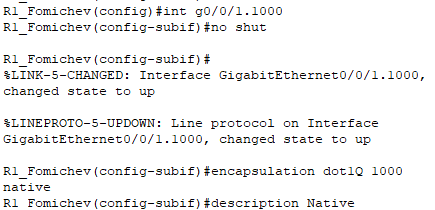 R1_Fomichev(config)#int g0/0/1.1000
R1_Fomichev(config-subif)#no shut
R1_Fomichev(config-subif)#
%LINK-5-CHANGED: Interface GigabitEthernet0/0/1.1000,
changed state to up
%LINEPROTO-5-UPDOWN: Line protocol on Interface
GigabitEthernet0/0/1.1000, changed state to up
R1_Fomichev(config-subif)#encapsulation dot1Q 1000
native
R1_Fomichev(config-subif)#description Native